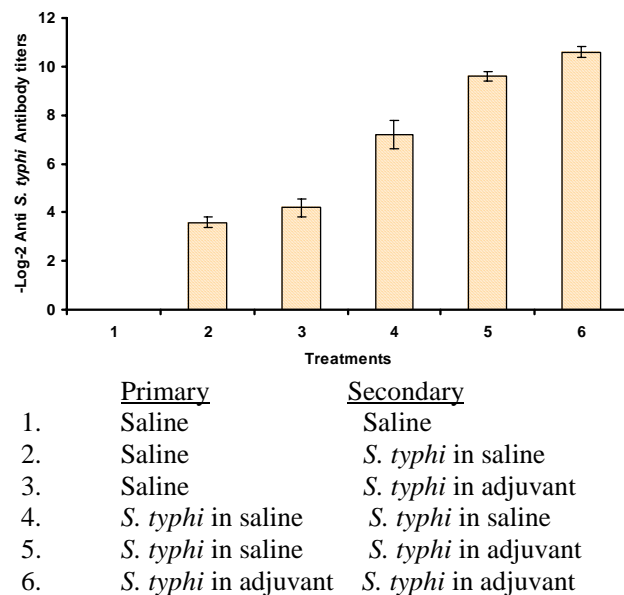 12
10
8
6
4
2
0
-Log-2 Anti S. typhi Antibody titers
1 2 3 4 5 6
Treatments
Primary Secondary
1. Saline Saline
2. Saline S. typhi in saline
3. Saline S. typhi in adjuvant
4. S. typhi in saline S. typhi in saline
5. S. typhi in saline S. typhi in adjuvant
6. S. typhi in adjuvant S. typhi in adjuvant